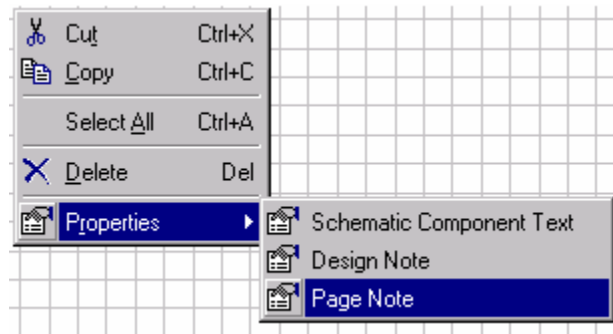 Cut Ctrl+X
Copy Ctrl+C
Select All Ctrl+A
Delete Del
Properties
Schematic Component Text
Design Note
Page Note